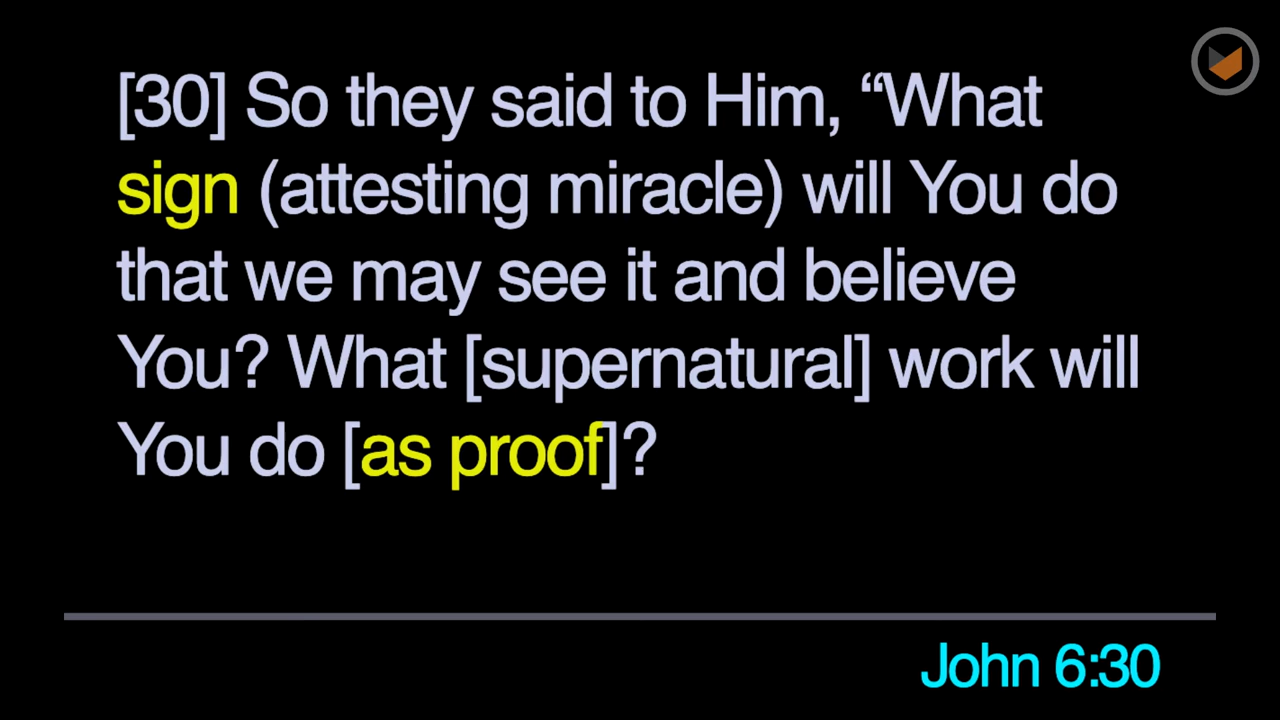 [30] So they said to Him, “What
sign (attesting miracle) will You do
that we may see it and believe
You? What [supernatural] work will
You do [as proof]?
John 6:30